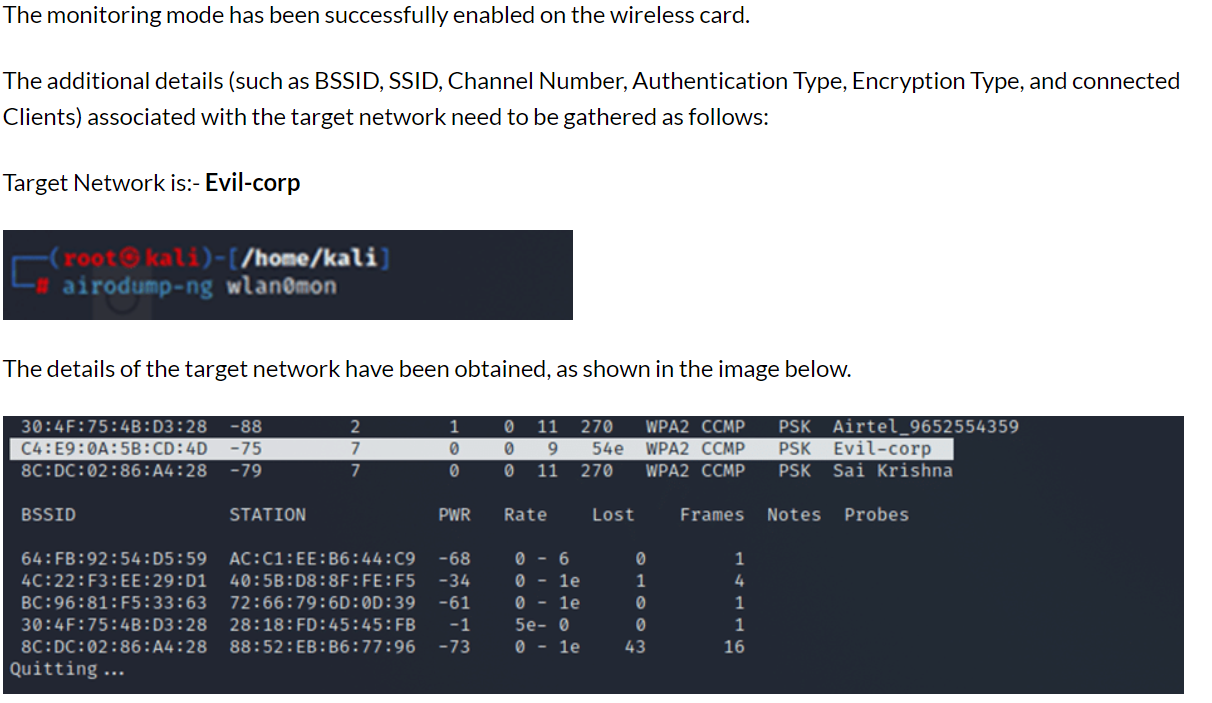 The monitoring mode has been successfully enabled on the wireless card.
The additional details (such as BSSID, SSID, Channel Number, Authentication Type, Encryption Type, and connected
Clients) associated with the target network need to be gathered as follows:
Target Network is:- Evil-corp
(root㉿kali)-[/home/kali]
# airodump-ng wlan0mon
The details of the target network have been obtained, as shown in the image below.
30:4F:75:4B:D3:28 -88 2 1 0 11 270 WPA2 CCMP PSK Airtel_9652554359
C4:E9:0A:5B:CD:4D -75 7 0 0 9 54e WPA2 CCMP PSK Evil-corp
8C:DC:02:86:A4:28 -79 7 0 0 11 270 WPA2 CCMP PSK Sai Krishna
BSSID STATION PWR Rate Lost Frames Notes Probes
64:FB:92:54:D5:59 AC:C1:EE:B6:44:C9 -68 0 - 6 0 1
4C:22:F3:EE:29:D1 40:5B:D8:8F:FE:F5 -34 0 - 1e 1 4
BC:96:81:F5:33:63 72:66:79:6D:0D:39 -61 0 - 1e 0 1
30:4F:75:4B:D3:28 28:18:FD:45:45:FB -1 5e- 0 0 1
8C:DC:02:86:A4:28 88:52:EB:B6:77:96 -73 0 - 1e 43 16
Quitting ...